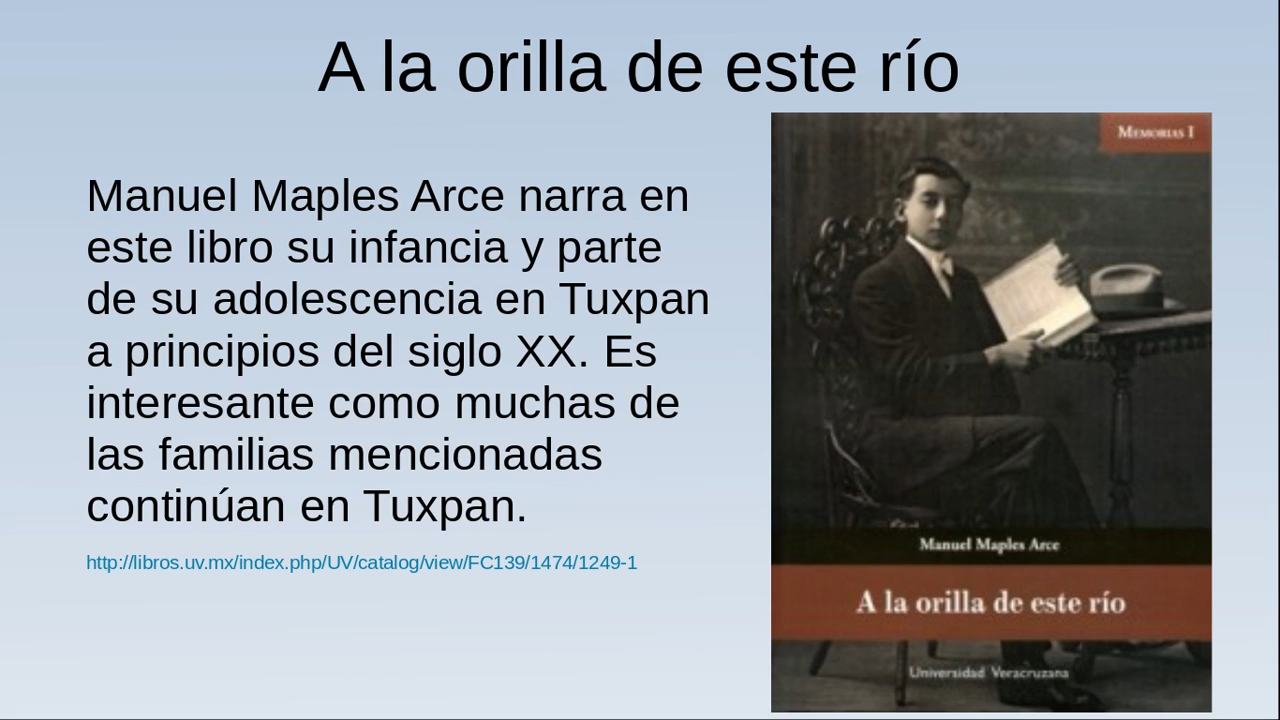 A la orilla de este río
Manuel Maples Arce narra en
este libro su infancia y parte
de su adolescencia en Tuxpan
a principios del siglo XX. Es
interesante como muchas de
las familias mencionadas
continúan en Tuxpan.
http://libros.uv.mx/index.php/UV/catalog/view/FC139/1474/1249-1
Memorias I
Manuel Maples Arce
A la orilla de este río
Universidad Veracruzana